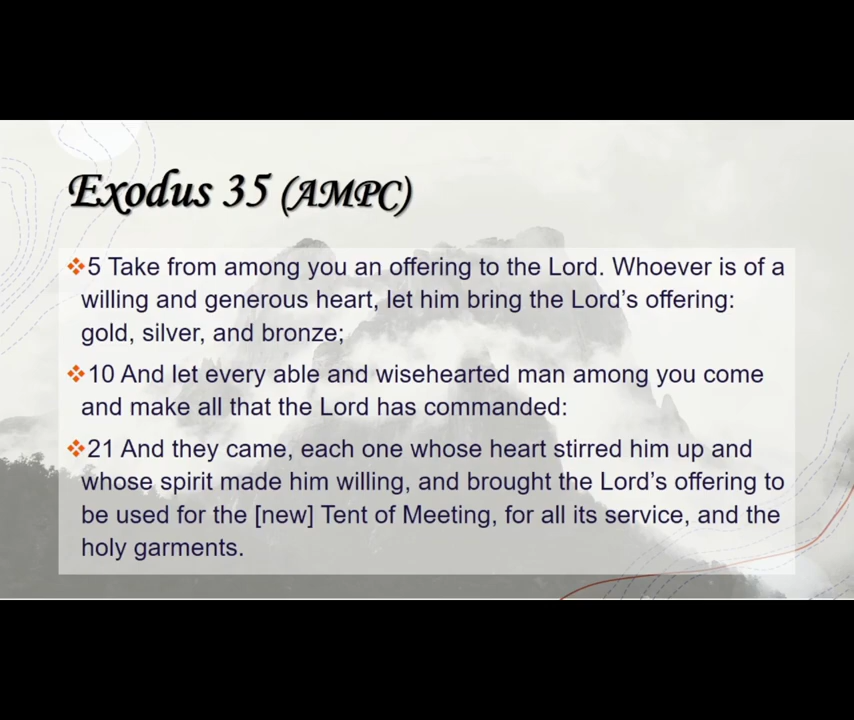 Exodus 35 (AMPC)
❖5 Take from among you an offering to the Lord. Whoever is of a
willing and generous heart, let him bring the Lord’s offering:
gold, silver, and bronze;
❖10 And let every able and wisehearted man among you come
and make all that the Lord has commanded:
❖21 And they came, each one whose heart stirred him up and
whose spirit made him willing, and brought the Lord’s offering to
be used for the [new] Tent of Meeting, for all its service, and the
holy garments.